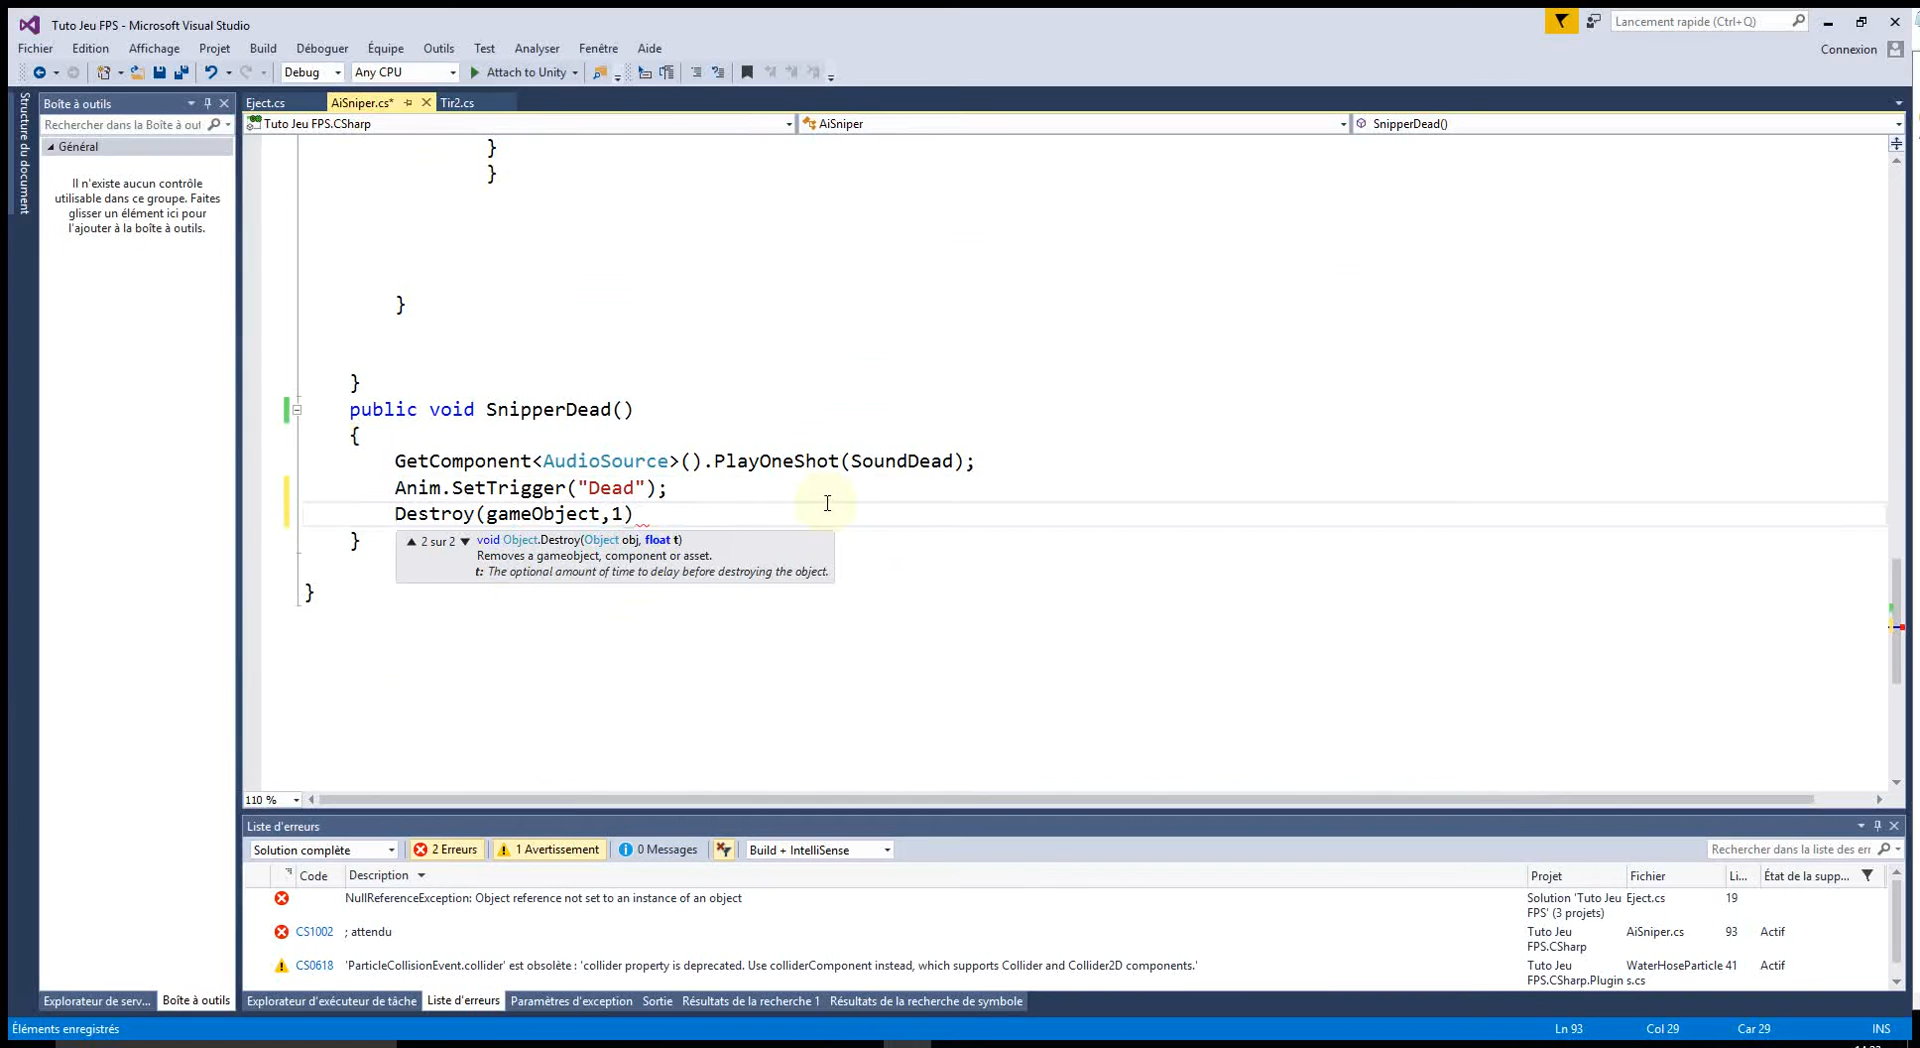 Tuto Jeu FPS - Microsoft Visual Studio
Lancement rapide (Ctrl+Q)
Fichier Edition Affichage Projet Build Déboguer Équipe Outils Test Analyser Fenêtre Aide
Connexion
Debug Any CPU Attach to Unity
Structure du document
Boîte à outils
Rechercher dans la Boîte à out
Général
Il n'existe aucun contrôle
utilisable dans ce groupe. Faites
glisser un élément ici pour
l'ajouter à la boîte à outils.
Eject.cs AiSniper.cs* Tir2.cs
Tuto Jeu FPS.CSharp AiSniper SnipperDead()
}
}
}
}
public void SnipperDead()
{
GetComponent<AudioSource>().PlayOneShot(SoundDead);
Anim.SetTrigger("Dead");
Destroy(gameObject,1)
}
2 sur 2 void Object.Destroy(Object obj, float t)
Removes a gameobject, component or asset.
t: The optional amount of time to delay before destroying the object.
}
110 %
Liste d'erreurs
Solution complète 2 Erreurs 1 Avertissement 0 Messages Build + IntelliSense
Rechercher dans la liste des err
Code Description Projet Fichier Li... État de la supp...
NullReferenceException: Object reference not set to an instance of an object Solution 'Tuto Jeu FPS' (3 projets) Eject.cs 19
CS1002 ; attendu Tuto Jeu FPS.CSharp AiSniper.cs 93 Actif
CS0618 'ParticleCollisionEvent.collider' est obsolète : 'collider property is deprecated. Use colliderComponent instead, which supports Collider and Collider2D components.' Tuto Jeu FPS.CSharp.Plugin WaterHoseParticle s.cs 41 Actif
Explorateur de serv... Boîte à outils
Explorateur d'exécuteur de tâche Liste d'erreurs Paramètres d'exception Sortie Résultats de la recherche 1 Résultats de la recherche de symbole
Éléments enregistrés Ln 93 Col 29 Car 29 INS